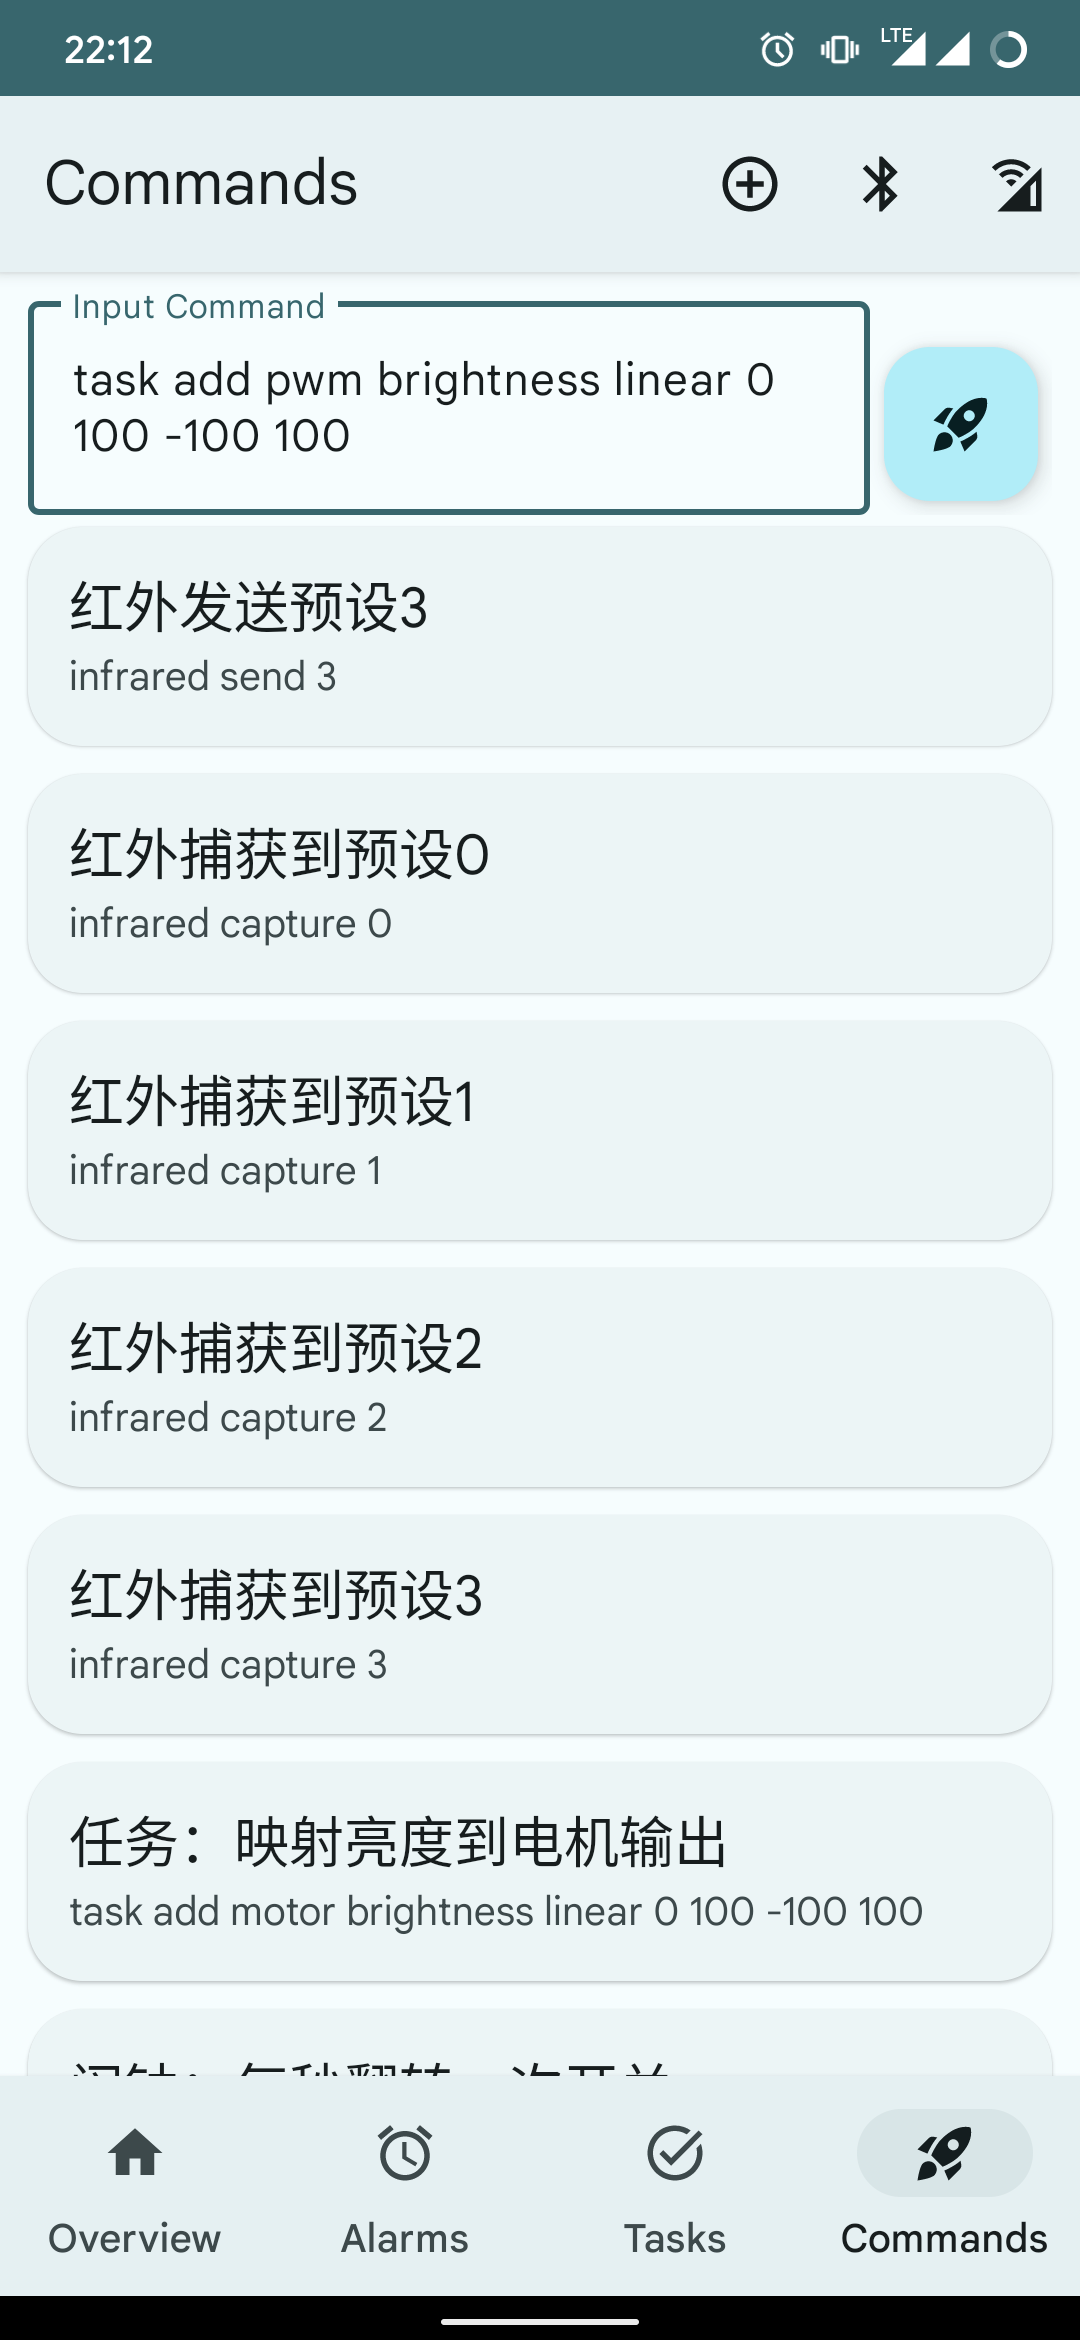 22:12
LTE
Commands
Input Command
task add pwm brightness linear 0
100 -100 100
红外发送预设3
infrared send 3
红外捕获到预设0
infrared capture 0
红外捕获到预设1
infrared capture 1
红外捕获到预设2
infrared capture 2
红外捕获到预设3
infrared capture 3
任务：映射亮度到电机输出
task add motor brightness linear 0 100 -100 100
Overview
Alarms
Tasks
Commands